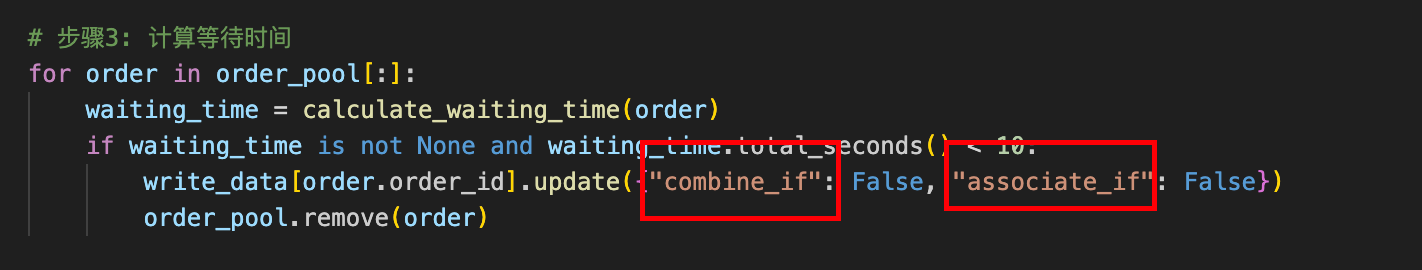 # 步骤3: 计算等待时间
for order in order_pool[:]:
waiting_time = calculate_waiting_time(order)
if waiting_time is not None and waiting_time.total_seconds() < 10:
write_data[order.order_id].update({"combine_if": False, "associate_if": False})
order_pool.remove(order)